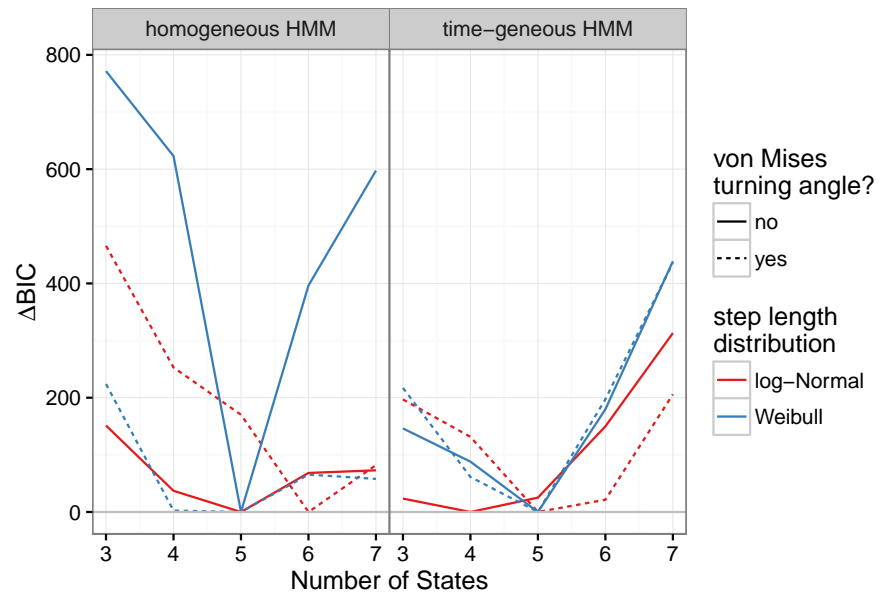 homogeneous HMM
time−geneous HMM
800
600
400
200
0
ΔBIC
3 4 5 6 7
3 4 5 6 7
Number of States
von Mises
turning angle?
no
yes
step length
distribution
log−Normal
Weibull